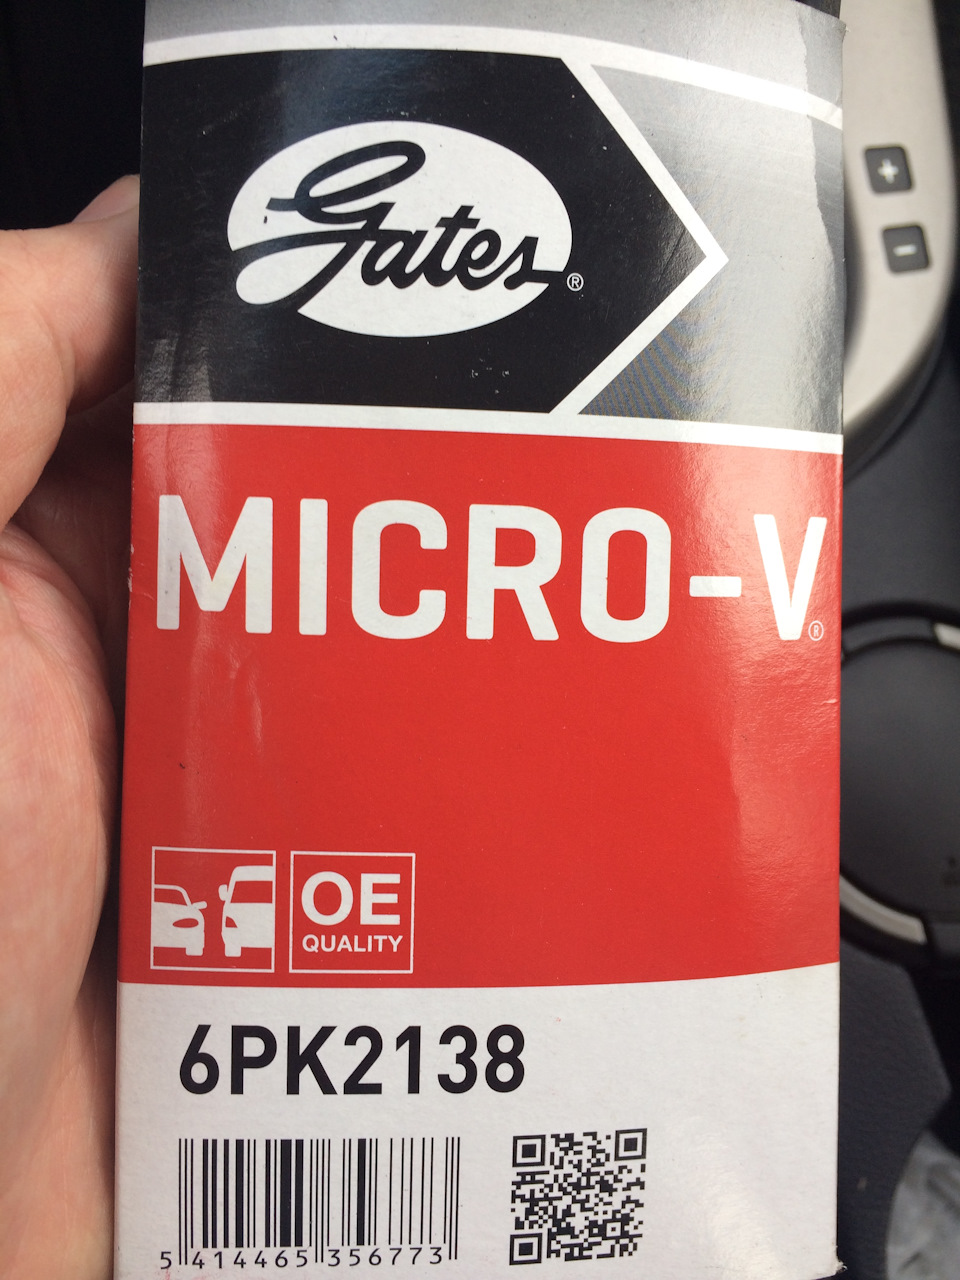 Gates®
MICRO-V®
OE
QUALITY
6PK2138
5 414465 356773
+
-